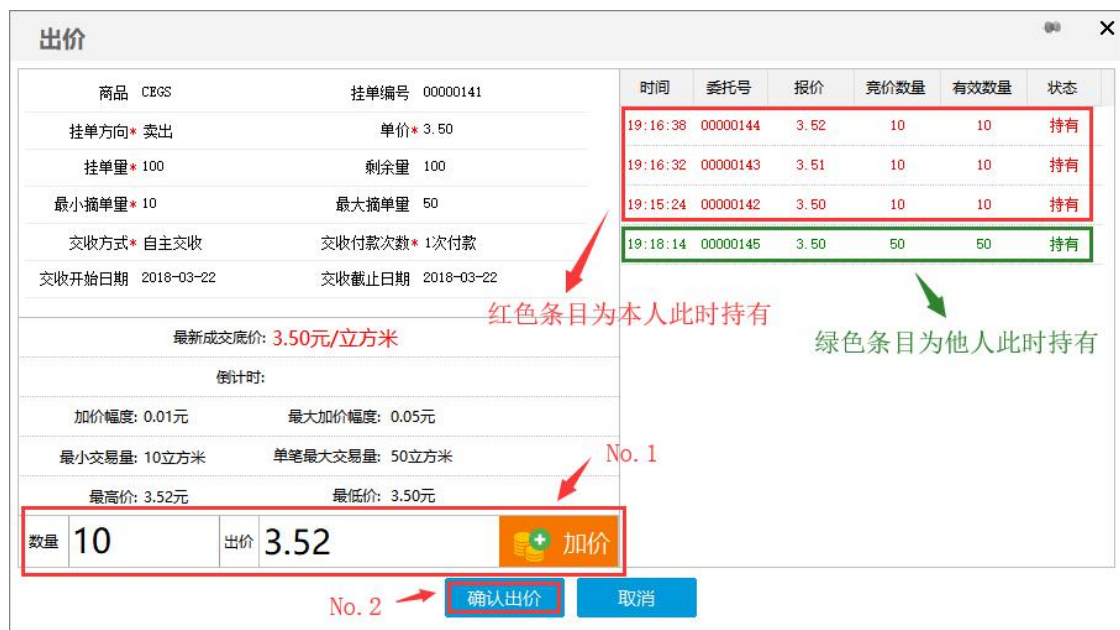 出价
商品 CEGS 挂单编号 00000141
挂单方向* 卖出 单价* 3.50
挂单量* 100 剩余量 100
最小摘单量* 10 最大摘单量 50
交收方式* 自主交收 交收付款次数* 1次付款
交收开始日期 2018-03-22 交收截止日期 2018-03-22
最新成交底价: 3.50元/立方米
倒计时:
加价幅度: 0.01元 最大加价幅度: 0.05元
最小交易量: 10立方米 单笔最大交易量: 50立方米
最高价: 3.52元 最低价: 3.50元
数量 10 出价 3.52 加价
确认出价 取消
时间 委托号 报价 竞价数量 有效数量 状态
19:16:38 00000144 3.52 10 10 持有
19:16:32 00000143 3.51 10 10 持有
19:15:24 00000142 3.50 10 10 持有
19:18:14 00000145 3.50 50 50 持有
红色条目为本人此时持有
绿色条目为他人此时持有
No.1
No.2